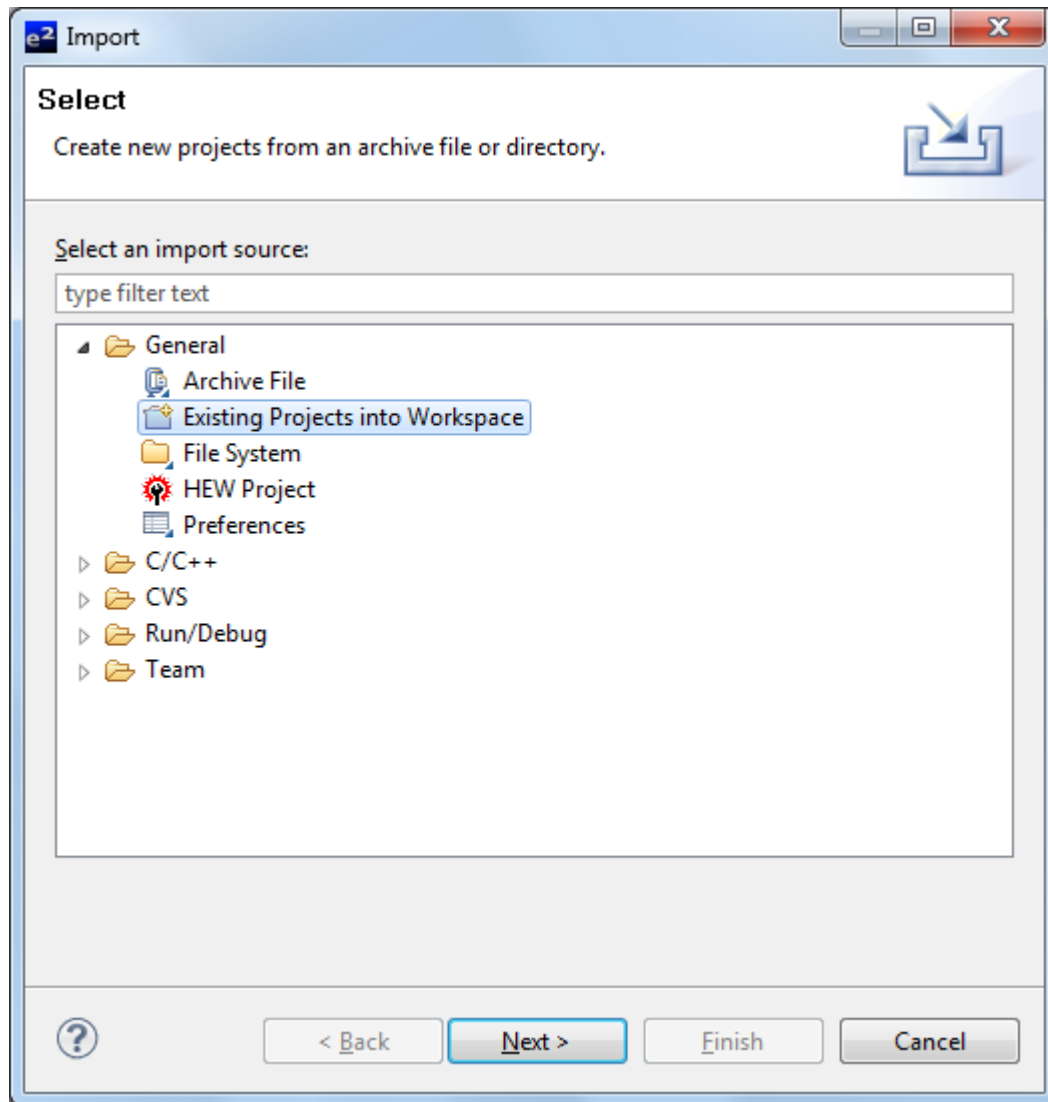 e² Import
X
Select
Create new projects from an archive file or directory.
Select an import source:
type filter text
General
Archive File
Existing Projects into Workspace
File System
HEW Project
Preferences
C/C++
CVS
Run/Debug
Team
? < Back Next > Finish Cancel